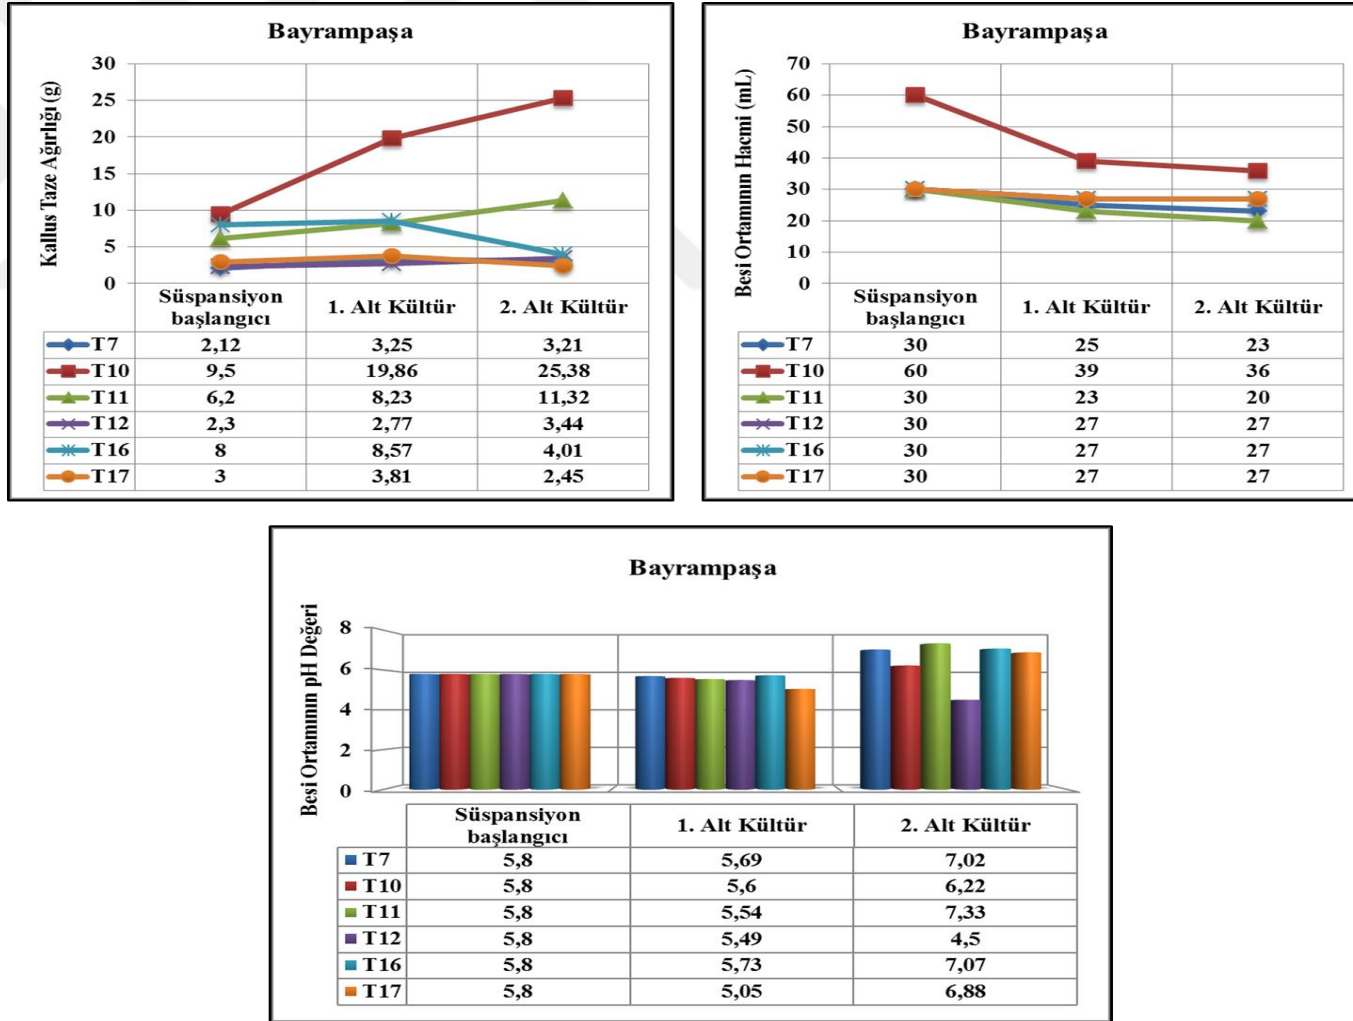 Bayrampaşa
Kallus Taze Ağırlığı (g)
30
25
20
15
10
5
0
Süspansiyon başlangıcı 1. Alt Kültür 2. Alt Kültür
T7 2,12 3,25 3,21
T10 9,5 19,86 25,38
T11 6,2 8,23 11,32
T12 2,3 2,77 3,44
T16 8 8,57 4,01
T17 3 3,81 2,45
Bayrampaşa
Besi Ortamının Hacmi (mL)
70
60
50
40
30
20
10
0
Süspansiyon başlangıcı 1. Alt Kültür 2. Alt Kültür
T7 30 25 23
T10 60 39 36
T11 30 23 20
T12 30 27 27
T16 30 27 27
T17 30 27 27
Bayrampaşa
Besi Ortamının pH Değeri
8
6
4
2
0
Süspansiyon başlangıcı 1. Alt Kültür 2. Alt Kültür
T7 5,8 5,69 7,02
T10 5,8 5,6 6,22
T11 5,8 5,54 7,33
T12 5,8 5,49 4,5
T16 5,8 5,73 7,07
T17 5,8 5,05 6,88